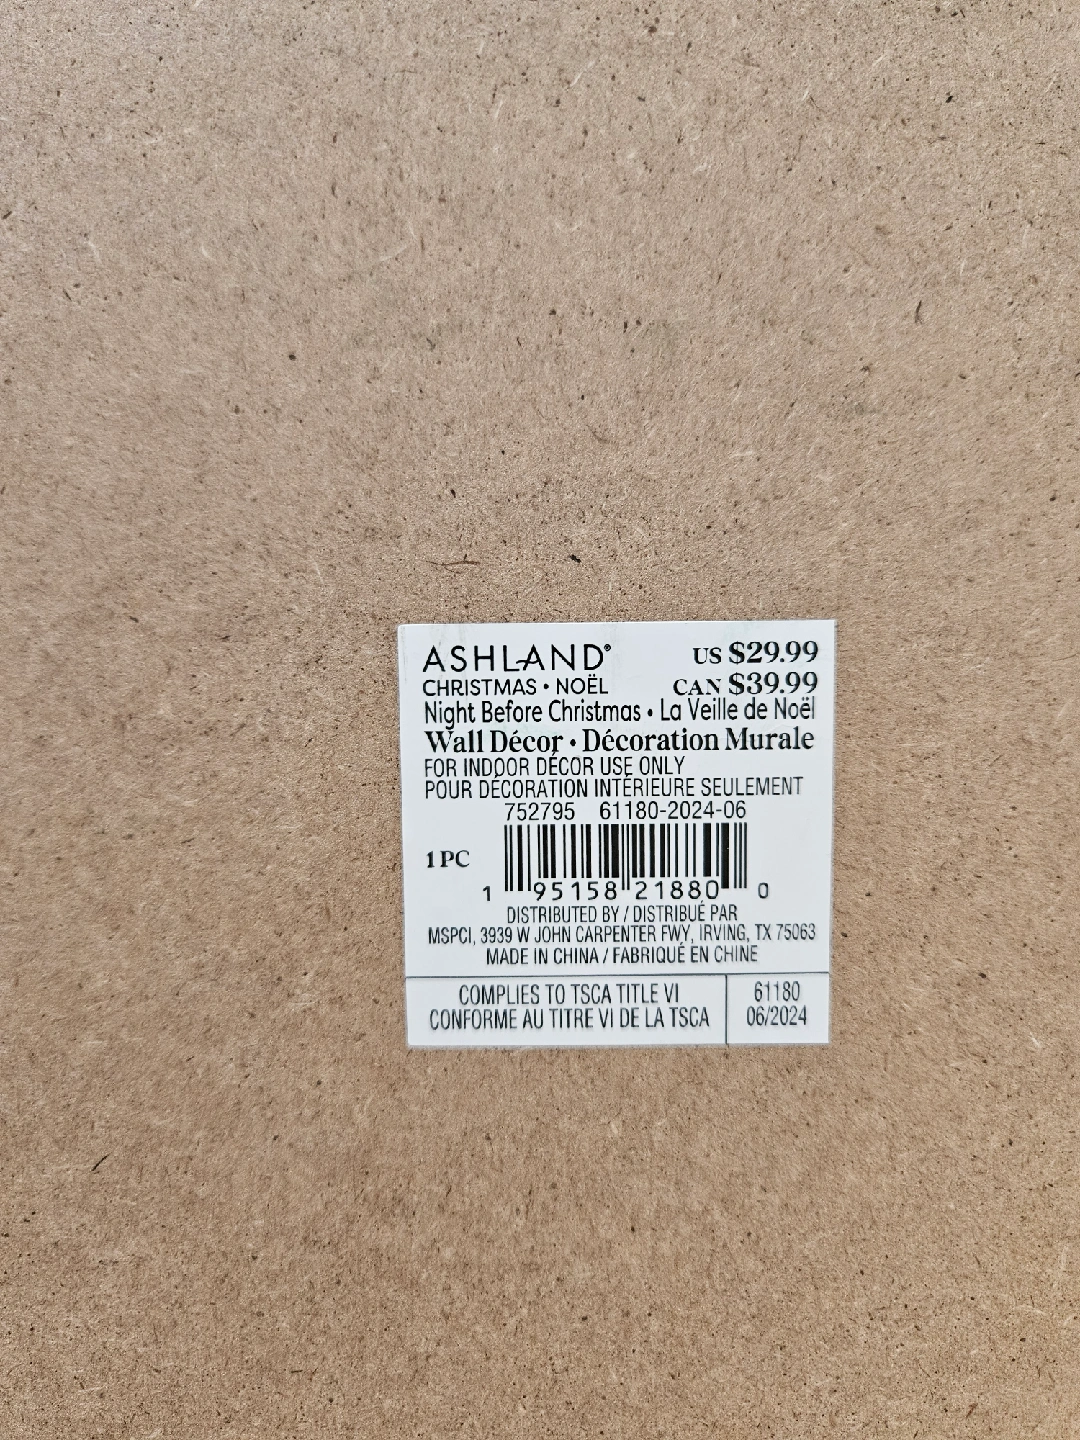 ASHLAND® US $29.99
CHRISTMAS • NOËL CAN $39.99
Night Before Christmas • La Veille de Noël
Wall Décor • Décoration Murale
FOR INDOOR DÉCOR USE ONLY
POUR DÉCORATION INTÉRIEURE SEULEMENT
752795 61180-2024-06
1 PC
1 95158 21880 0
DISTRIBUTED BY / DISTRIBUÉ PAR
MSPCI, 3939 W JOHN CARPENTER FWY, IRVING, TX 75063
MADE IN CHINA / FABRIQUÉ EN CHINE
COMPLIES TO TSCA TITLE VI 61180
CONFORME AU TITRE VI DE LA TSCA 06/2024